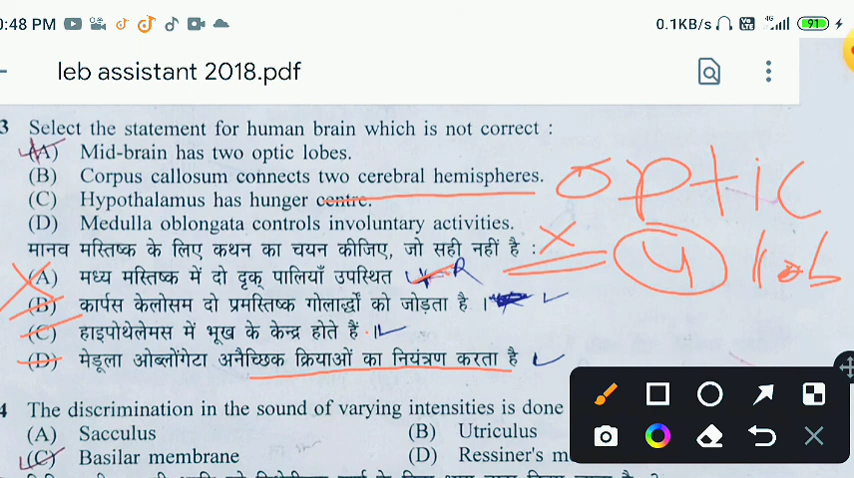 0:48 PM 0.1KB/s 4G 91
leb assistant 2018.pdf
3 Select the statement for human brain which is not correct :
(A) Mid-brain has two optic lobes.
(B) Corpus callosum connects two cerebral hemispheres.
(C) Hypothalamus has hunger centre.
(D) Medulla oblongata controls involuntary activities.
optic
4 lob
मानव मस्तिष्क के लिए कथन का चयन कीजिए, जो सही नहीं है :
(A) मध्य मस्तिष्क में दो दृक् पालियाँ उपस्थित
(B) कार्पस केलोसम दो प्रमस्तिष्क गोलार्द्धों को जोड़ता है ।
(C) हाइपोथेलेमस में भूख के केन्द्र होते हैं ।
(D) मेडूला ओब्लोंगेटा अनैच्छिक क्रियाओं का नियंत्रण करता है
4 The discrimination in the sound of varying intensities is done
(A) Sacculus (B) Utriculus
(C) Basilar membrane (D) Ressiner's m